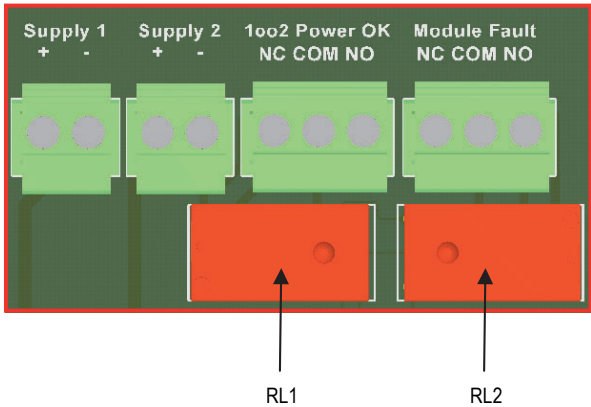 Supply 1 Supply 2 1oo2 Power OK Module Fault
+ - + - NC COM NO NC COM NO
RL1 RL2